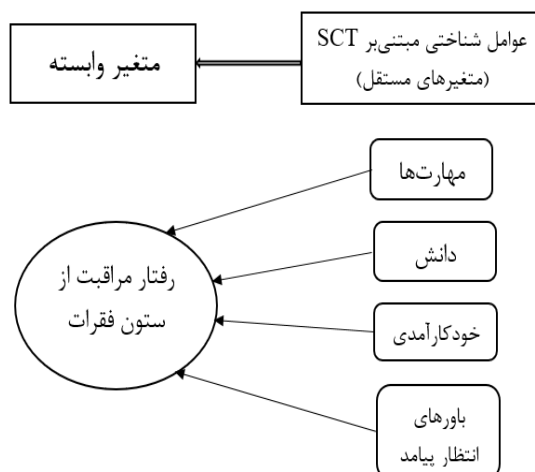 عوامل شناختی مبتنی‌بر SCT
(متغیرهای مستقل)
متغیر وابسته
مهارت‌ها
دانش
خودکارآمدی
باورهای
انتظار پیامد
رفتار مراقبت از
ستون فقرات